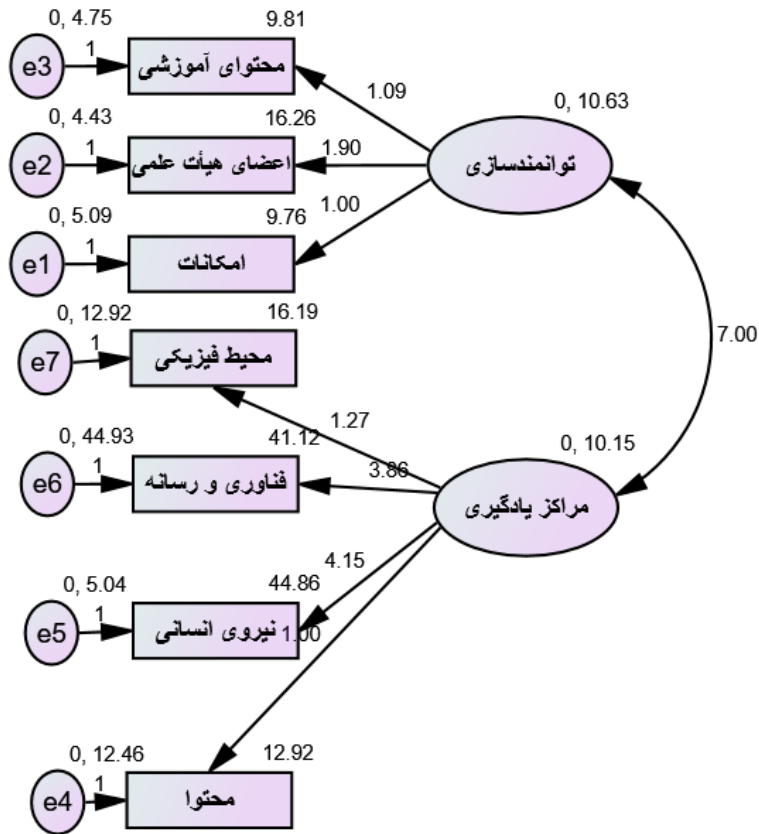 0, 4.75
9.81
e3
1
محتوای آموزشی
1.09
0, 10.63
0, 4.43
16.26
e2
1
اعضای هیأت علمی
1.90
توانمندسازی
0, 5.09
9.76
1.00
e1
1
امکانات
0, 12.92
16.19
7.00
e7
1
محیط فیزیکی
1.27
0, 44.93
41.12
0, 10.15
e6
1
فناوری و رسانه
3.86
مراکز یادگیری
0, 5.04
44.86
4.15
e5
1
نیروی انسانی
1.00
0, 12.46
12.92
e4
1
محتوا